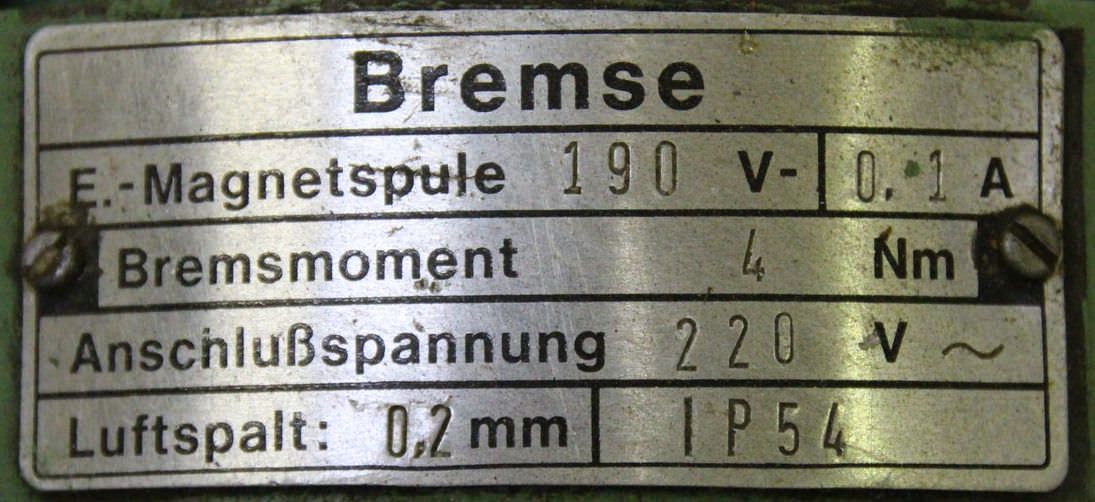 Bremse
E.-Magnetspule 190 V- 0.1 A
Bremsmoment 4 Nm
Anschlußspannung 220 V ~
Luftspalt: 0,2 mm IP54